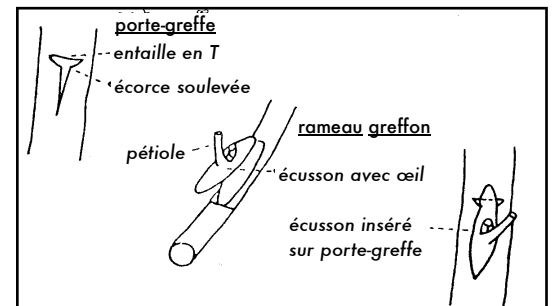 porte-greffe
entaille en T
écorce soulevée
rameau greffon
pétiole
écusson avec œil
écusson inséré
sur porte-greffe